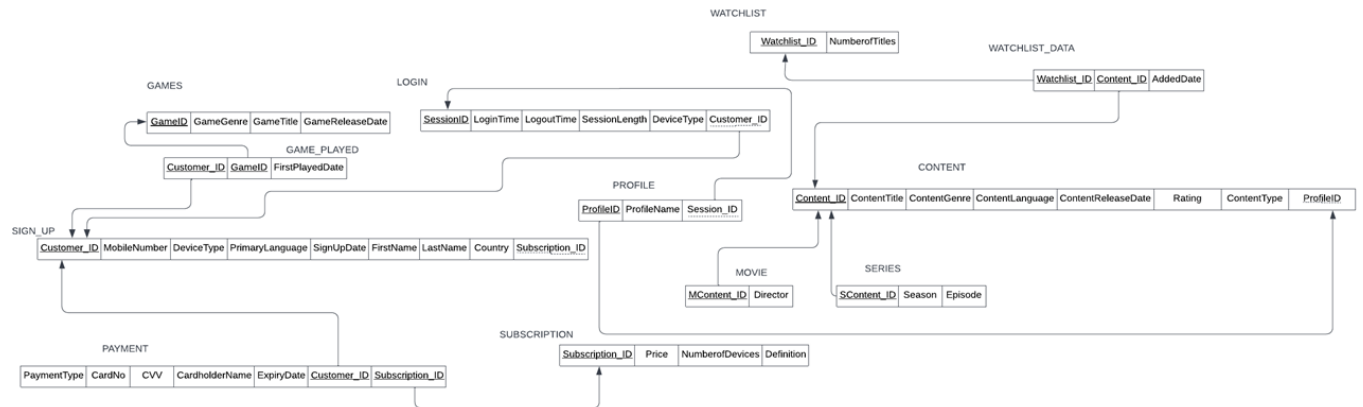 WATCHLIST
Watchlist_ID NumberofTitles
WATCHLIST_DATA
Watchlist_ID Content_ID AddedDate
GAMES
GameID GameGenre GameTitle GameReleaseDate
LOGIN
SessionID LoginTime LogoutTime SessionLength DeviceType Customer_ID
GAME_PLAYED
Customer_ID GameID FirstPlayedDate
PROFILE
ProfileID ProfileName Session_ID
CONTENT
Content_ID ContentTitle ContentGenre ContentLanguage ContentReleaseDate Rating ContentType ProfileID
SIGN_UP
Customer_ID MobileNumber DeviceType PrimaryLanguage SignUpDate FirstName LastName Country Subscription_ID
MOVIE
MContent_ID Director
SERIES
SContent_ID Season Episode
SUBSCRIPTION
Subscription_ID Price NumberofDevices Definition
PAYMENT
PaymentType CardNo CVV CardholderName ExpiryDate Customer_ID Subscription_ID